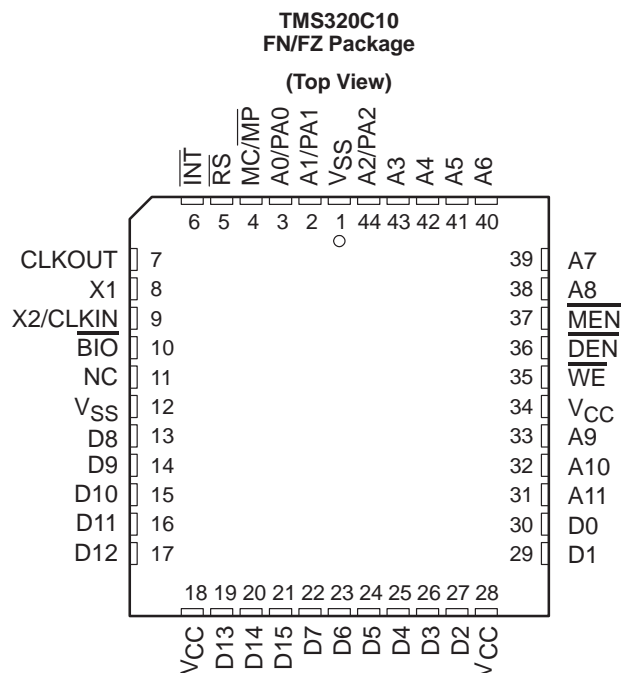 TMS320C10
FN/FZ Package
(Top View)
INT
RS
MC/MP
A0/PA0
A1/PA1
VSS
A2/PA2
A3
A4
A5
A6
6 5 4 3 2 1 44 43 42 41 40
CLKOUT 7
X1 8
X2/CLKIN 9
BIO 10
NC 11
VSS 12
D8 13
D9 14
D10 15
D11 16
D12 17
39 A7
38 A8
37 MEN
36 DEN
35 WE
34 VCC
33 A9
32 A10
31 A11
30 D0
29 D1
18 19 20 21 22 23 24 25 26 27 28
VCC
D13
D14
D15
D7
D6
D5
D4
D3
D2
VCC